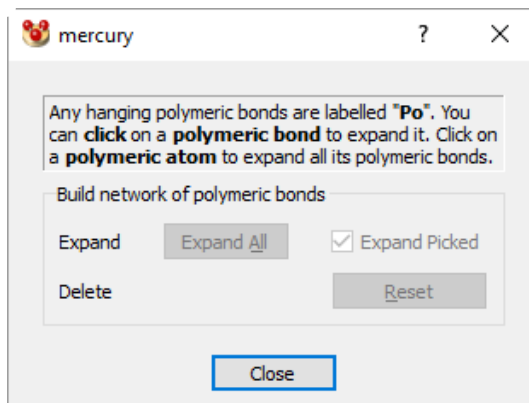 mercury
?
Any hanging polymeric bonds are labelled "Po". You
can click on a polymeric bond to expand it. Click on
a polymeric atom to expand all its polymeric bonds.
Build network of polymeric bonds
Expand
Expand All
Expand Picked
Delete
Reset
Close